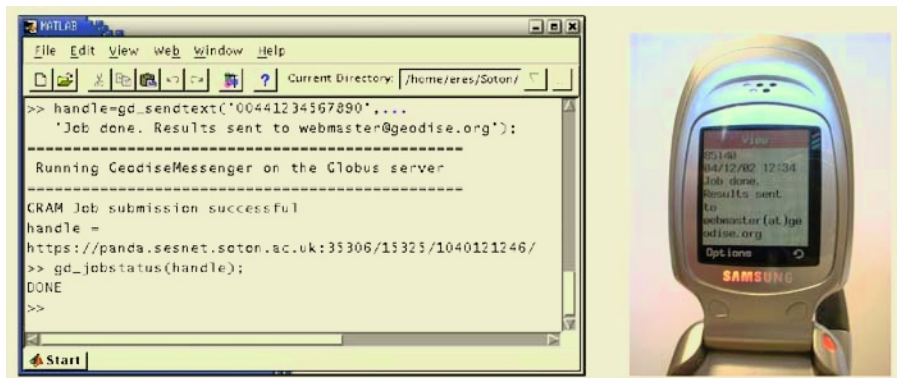 MATLAB
File Edit View Web Window Help
? Current Directory: /home/eres/Soton/
>> handle=gd_sendtext('00441234567890',...
'Job done. Results sent to webmaster@geodise.org');
Running GeodiseMessenger on the Globus server
GRAM Job submission successful
handle =
https://panda.sesnet.soton.ac.uk:35306/15325/1040121246/
>> gd_jobstatus(handle);
DONE
>>
Start
view
85140
04/12/02 12:34
Job done.
Results sent
to
webmaster(at)ge
odise.org
Options
SAMSUNG